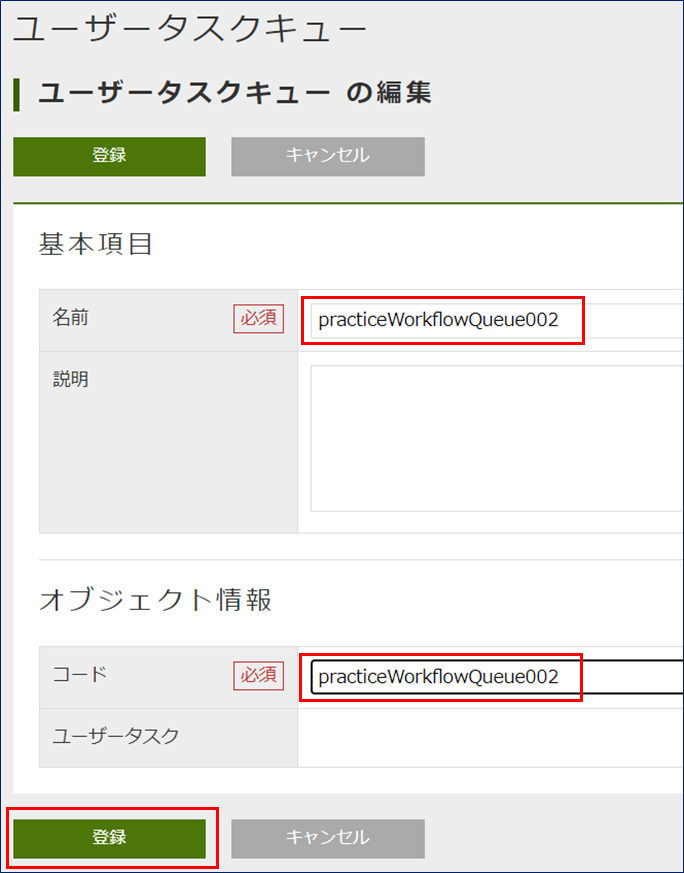 ユーザータスクキュー
ユーザータスクキュー の編集
登録 キャンセル
基本項目
名前 必須 practiceWorkflowQueue002
説明
オブジェクト情報
コード 必須 practiceWorkflowQueue002
ユーザータスク
登録 キャンセル